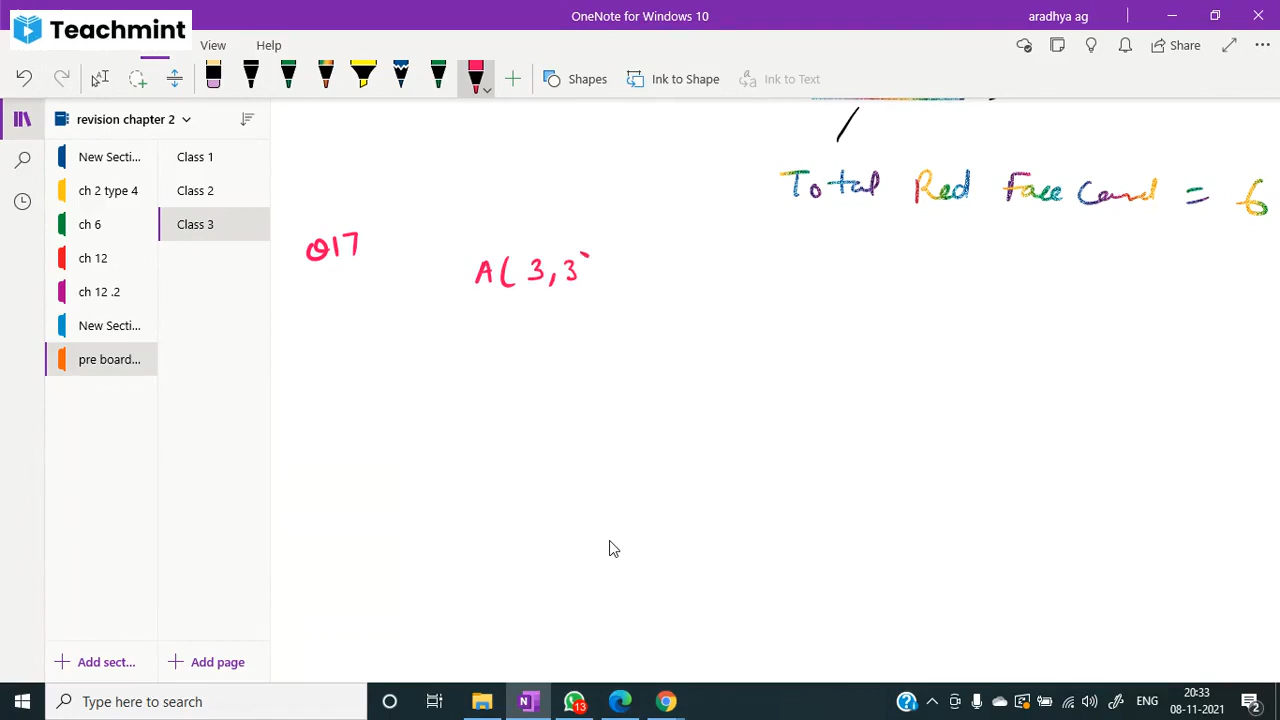 OneNote for Windows 10
aradhya ag
Teachmint
View Help
Share
Shapes
Ink to Shape
Ink to Text
revision chapter 2
New Secti...
ch 2 type 4
ch 6
ch 12
ch 12 .2
New Secti...
pre board...
Class 1
Class 2
Class 3
Total Red Face Card = 6
Q17
A( 3, 3
Add sect...
Add page
Type here to search
13
ENG
20:33
08-11-2021
2